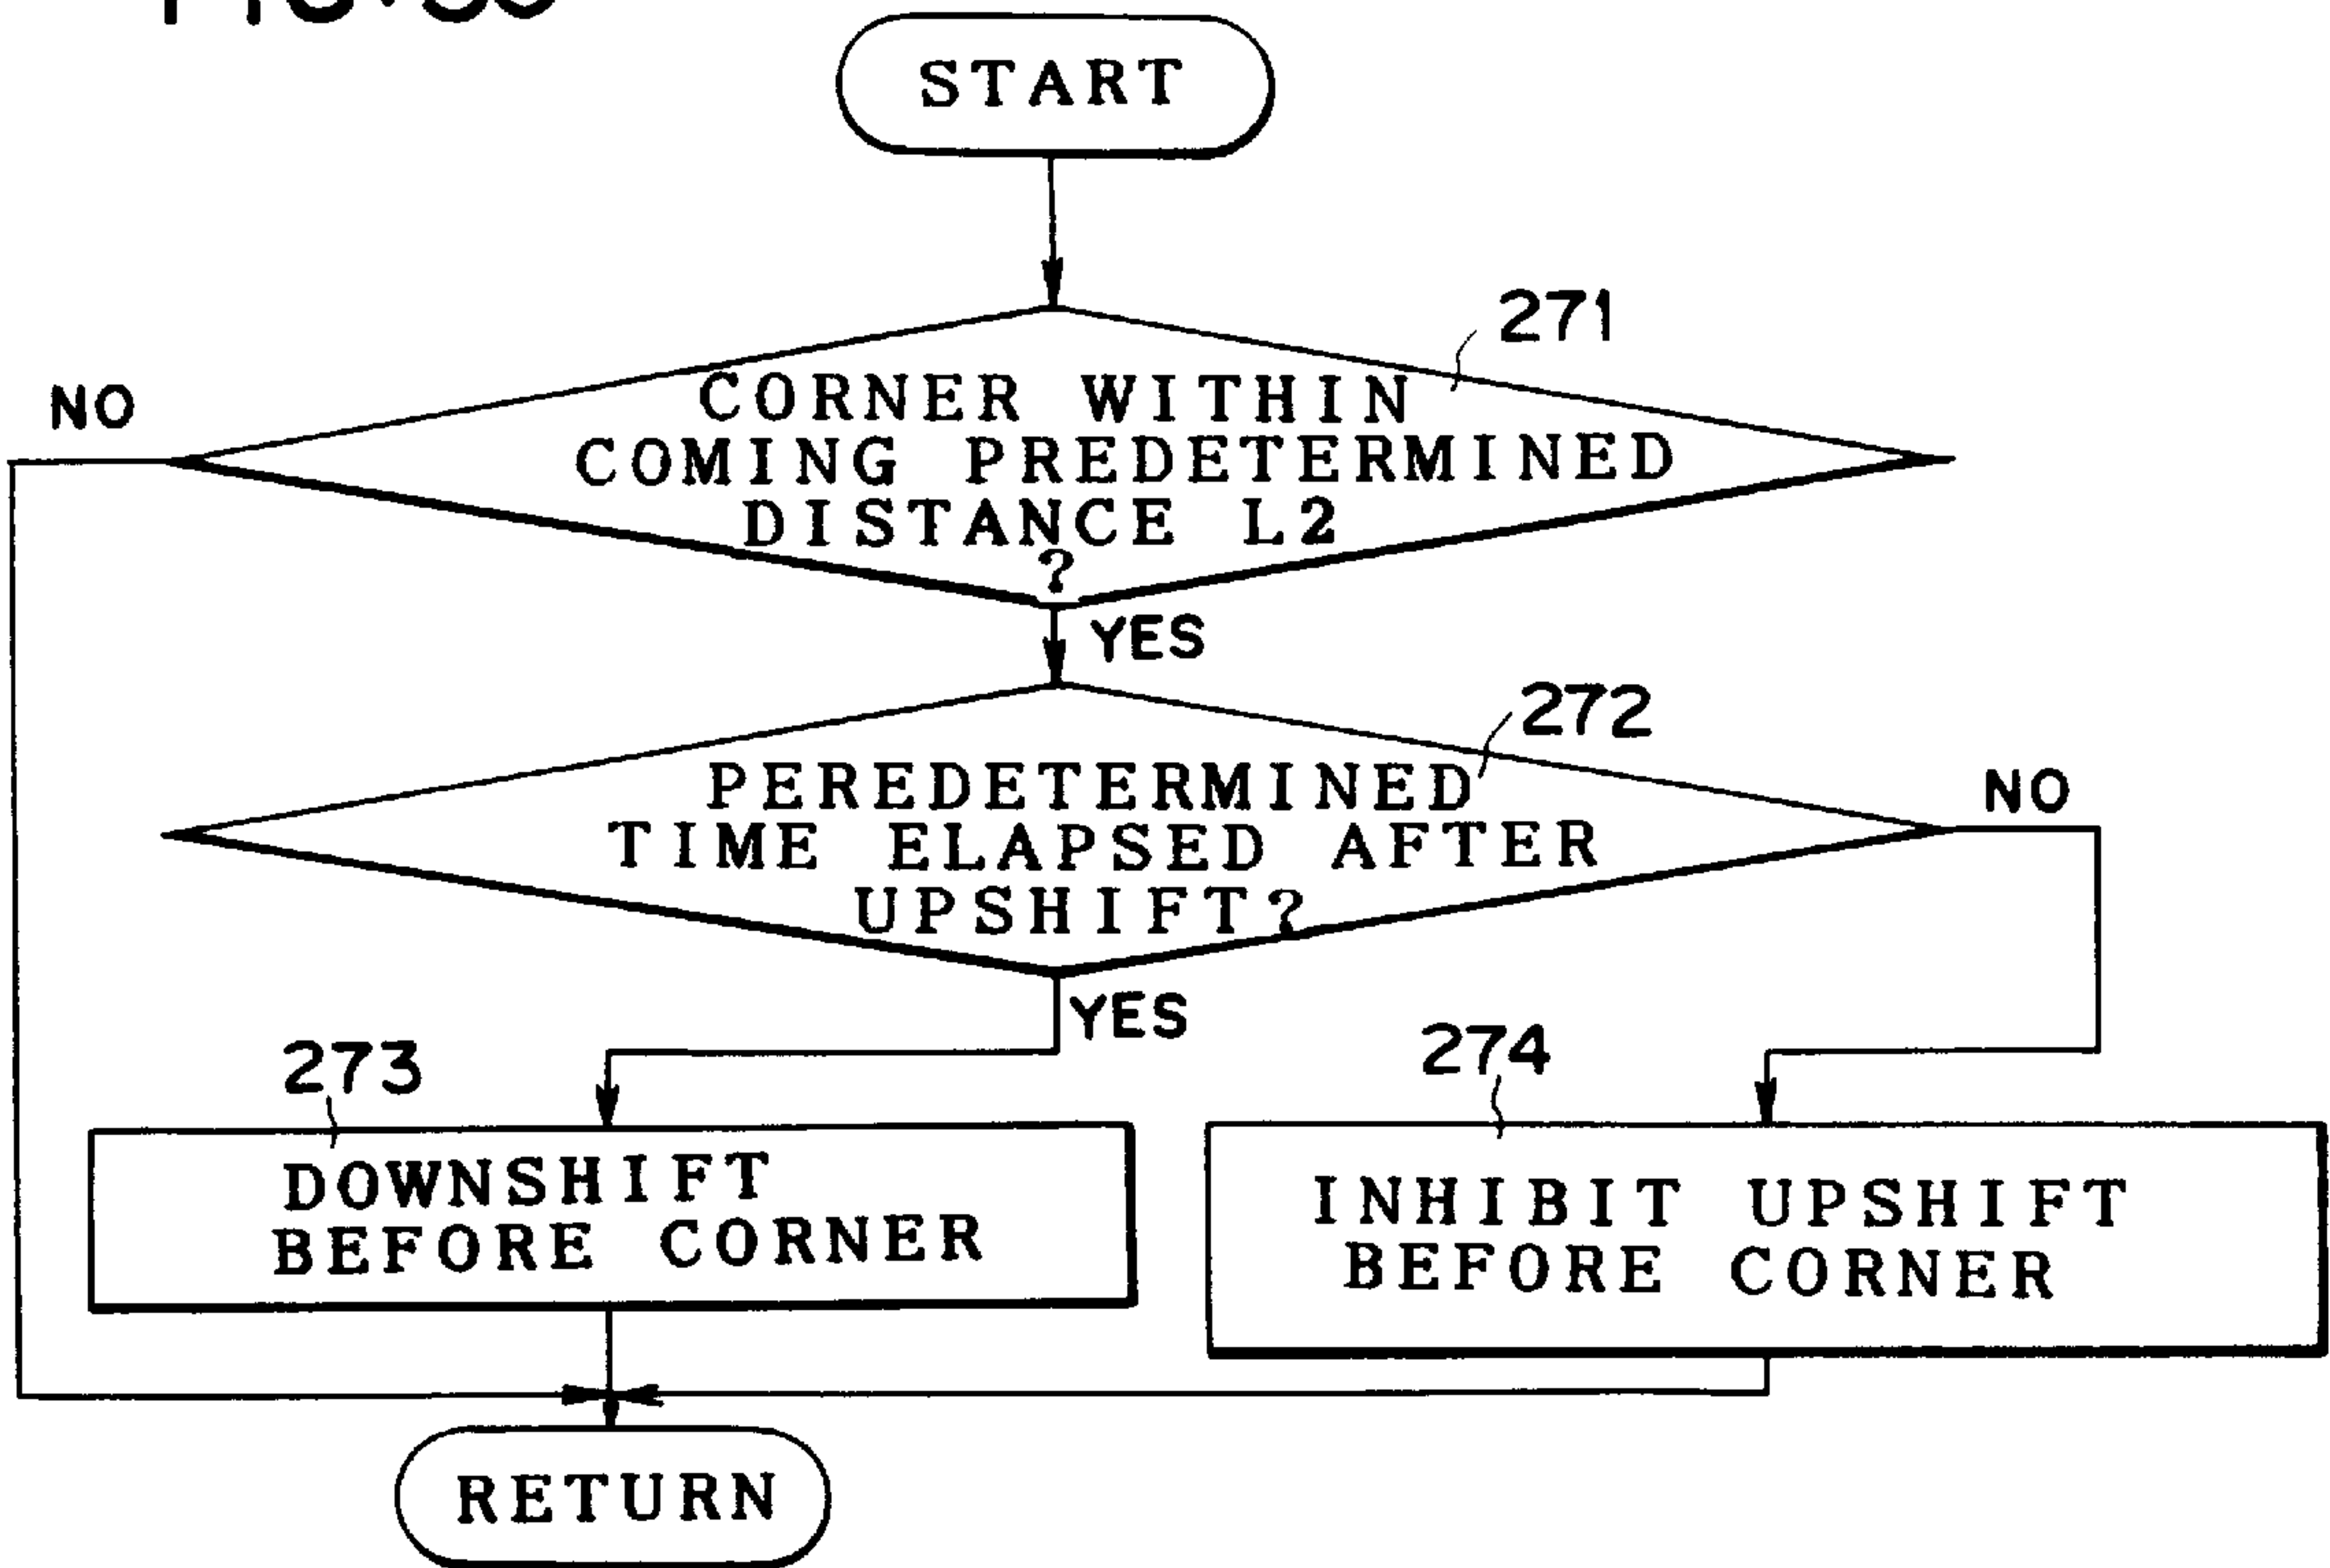 START
271
NO
CORNER WITHIN
COMING PREDETERMINED
DISTANCE L2
?
YES
272
PEREDETERMINED
TIME ELAPSED AFTER
UPSHIFT?
NO
YES
273
274
DOWNSHIFT
BEFORE CORNER
INHIBIT UPSHIFT
BEFORE CORNER
RETURN